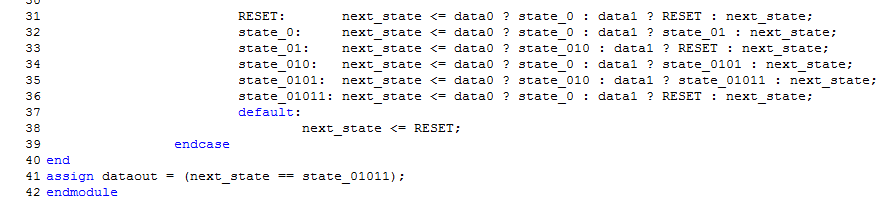 31 RESET: next_state <= data0 ? state_0 : data1 ? RESET : next_state;
32 state_0: next_state <= data0 ? state_0 : data1 ? state_01 : next_state;
33 state_01: next_state <= data0 ? state_010 : data1 ? RESET : next_state;
34 state_010: next_state <= data0 ? state_0 : data1 ? state_0101 : next_state;
35 state_0101: next_state <= data0 ? state_010 : data1 ? state_01011 : next_state;
36 state_01011: next_state <= data0 ? state_0 : data1 ? RESET : next_state;
37 default:
38 next_state <= RESET;
39 endcase
40 end
41 assign dataout = (next_state == state_01011);
42 endmodule